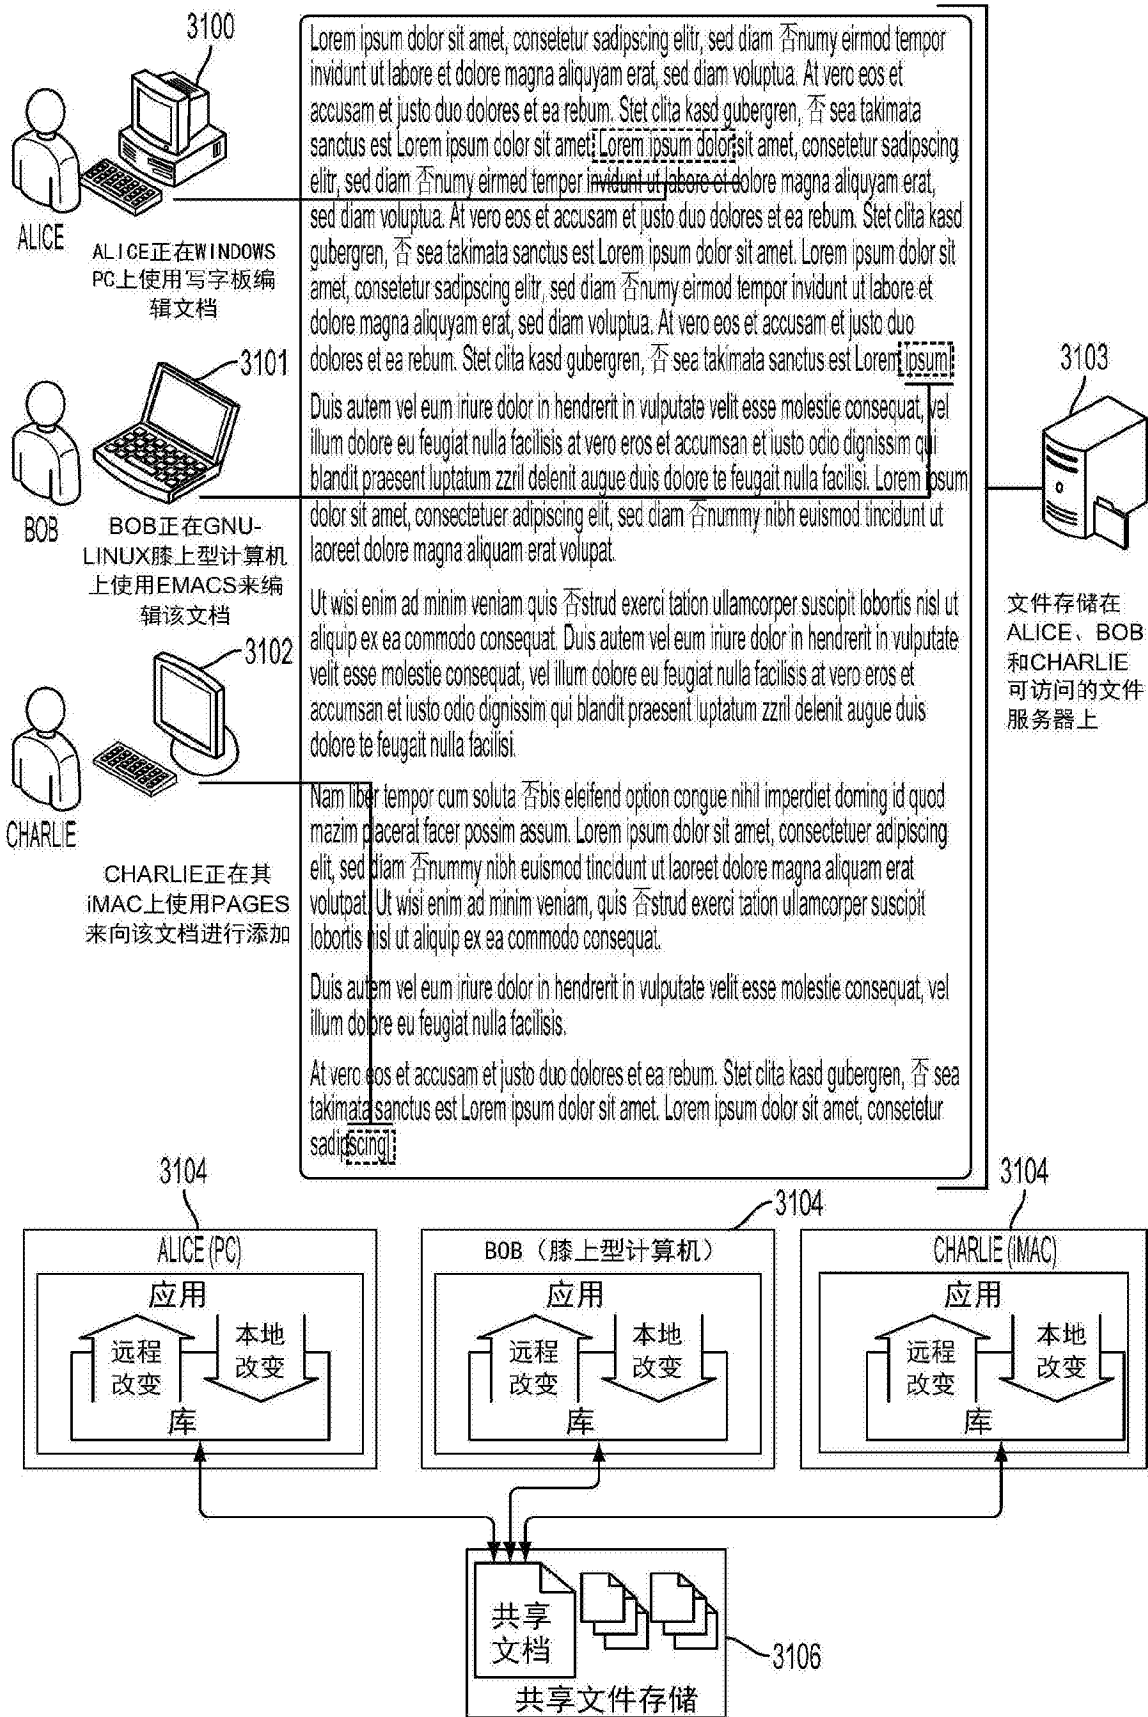 3100
ALICE
ALICE正在WINDOWS
PC上使用写字板编
辑文档
3101
BOB
BOB正在GNU-
LINUX膝上型计算机
上使用EMACS来编
辑该文档
3102
CHARLIE
CHARLIE正在其
iMAC上使用PAGES
来向该文档进行添加
Lorem ipsum dolor sit amet, consetetur sadipscing elitr, sed diam 否numy eirmod tempor
invidunt ut labore et dolore magna aliquyam erat, sed diam voluptua. At vero eos et
accusam et justo duo dolores et ea rebum. Stet clita kasd gubergren, 否 sea takimata
sanctus est Lorem ipsum dolor sit amet. Lorem ipsum dolor sit amet, consetetur sadipscing
elitr, sed diam 否numy eirmed temper invidunt ut labore et dolore magna aliquyam erat,
sed diam voluptua. At vero eos et accusam et justo duo dolores et ea rebum. Stet clita kasd
gubergren, 否 sea takimata sanctus est Lorem ipsum dolor sit amet. Lorem ipsum dolor sit
amet, consetetur sadipscing elitr, sed diam 否numy eirmod tempor invidunt ut labore et
dolore magna aliquyam erat, sed diam voluptua. At vero eos et accusam et justo duo
dolores et ea rebum. Stet clita kasd gubergren, 否 sea takimata sanctus est Lorem ipsum
Duis autem vel eum iriure dolor in hendrerit in vulputate velit esse molestie consequat, vel
illum dolore eu feugiat nulla facilisis at vero eros et accumsan et iusto odio dignissim qui
blandit praesent luptatum zzril delenit augue duis dolore te feugait nulla facilisi. Lorem ipsum
dolor sit amet, consectetuer adipiscing elit, sed diam 否nummy nibh euismod tincidunt ut
laoreet dolore magna aliquam erat volupat.
Ut wisi enim ad minim veniam quis 否strud exerci tation ullamcorper suscipit lobortis nisl ut
aliquip ex ea commodo consequat. Duis autem vel eum iriure dolor in hendrerit in vulputate
velit esse molestie consequat, vel illum dolore eu feugiat nulla facilisis at vero eros et
accumsan et iusto odio dignissim qui blandit praesent luptatum zzril delenit augue duis
dolore te feugait nulla facilisi.
Nam liber tempor cum soluta 否bis eleifend option congue nihil imperdiet doming id quod
mazim placerat facer possim assum. Lorem ipsum dolor sit amet, consectetuer adipiscing
elit, sed diam 否nummy nibh euismod tincidunt ut laoreet dolore magna aliquam erat
volutpat. Ut wisi enim ad minim veniam, quis 否strud exerci tation ullamcorper suscipit
lobortis nisl ut aliquip ex ea commodo consequat.
Duis autem vel eum iriure dolor in hendrerit in vulputate velit esse molestie consequat, vel
illum dolore eu feugiat nulla facilisis.
At vero eos et accusam et justo duo dolores et ea rebum. Stet clita kasd gubergren, 否 sea
takimata sanctus est Lorem ipsum dolor sit amet. Lorem ipsum dolor sit amet, consetetur
sadipscing
3103
文件存储在
ALICE、BOB
和CHARLIE
可访问的文件
服务器上
3104
ALICE (PC)
应用
远程
改变
本地
改变
库
3104
BOB（膝上型计算机）
应用
远程
改变
本地
改变
库
3104
CHARLIE (iMAC)
应用
远程
改变
本地
改变
库
共享
文档
共享文件存储
3106